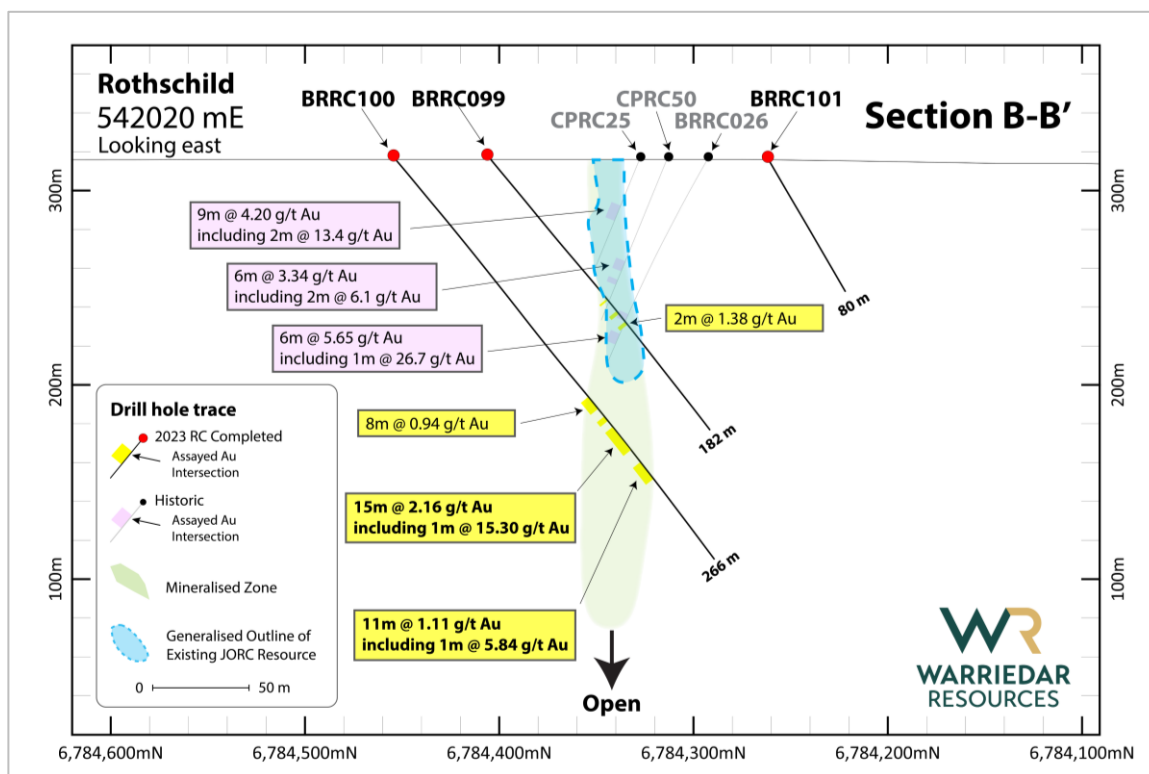 Rothschild
542020 mE
Looking east
Section B-B’
BRRC100
BRRC099
CPRC50
CPRC25
BRRC026
BRRC101
300m
300m
9m @ 4.20 g/t Au
including 2m @ 13.4 g/t Au
6m @ 3.34 g/t Au
including 2m @ 6.1 g/t Au
80 m
2m @ 1.38 g/t Au
6m @ 5.65 g/t Au
including 1m @ 26.7 g/t Au
200m
200m
8m @ 0.94 g/t Au
182 m
15m @ 2.16 g/t Au
including 1m @ 15.30 g/t Au
266 m
100m
100m
11m @ 1.11 g/t Au
including 1m @ 5.84 g/t Au
Open
Drill hole trace
2023 RC Completed
Assayed Au
Intersection
Historic
Assayed Au
Intersection
Mineralised Zone
Generalised Outline of
Existing JORC Resource
0 50 m
WR
WARRIEDAR
RESOURCES
6,784,600mN 6,784,500mN 6,784,400mN 6,784,300mN 6,784,200mN 6,784,100mN